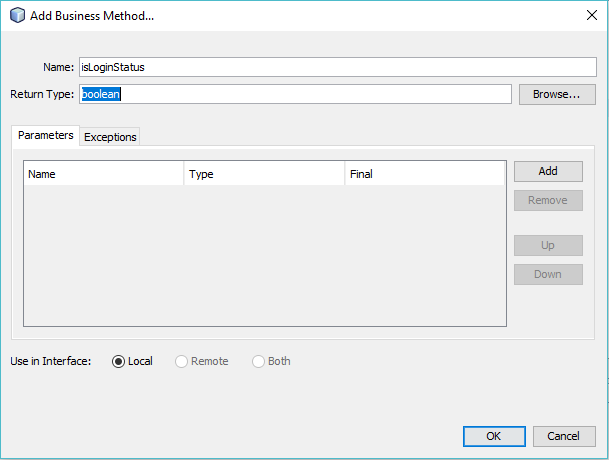 Add Business Method...
Name: isLoginStatus
Return Type: boolean Browse...
Parameters Exceptions
Name Type Final Add
Remove
Up
Down
Use in Interface: Local Remote Both
OK Cancel